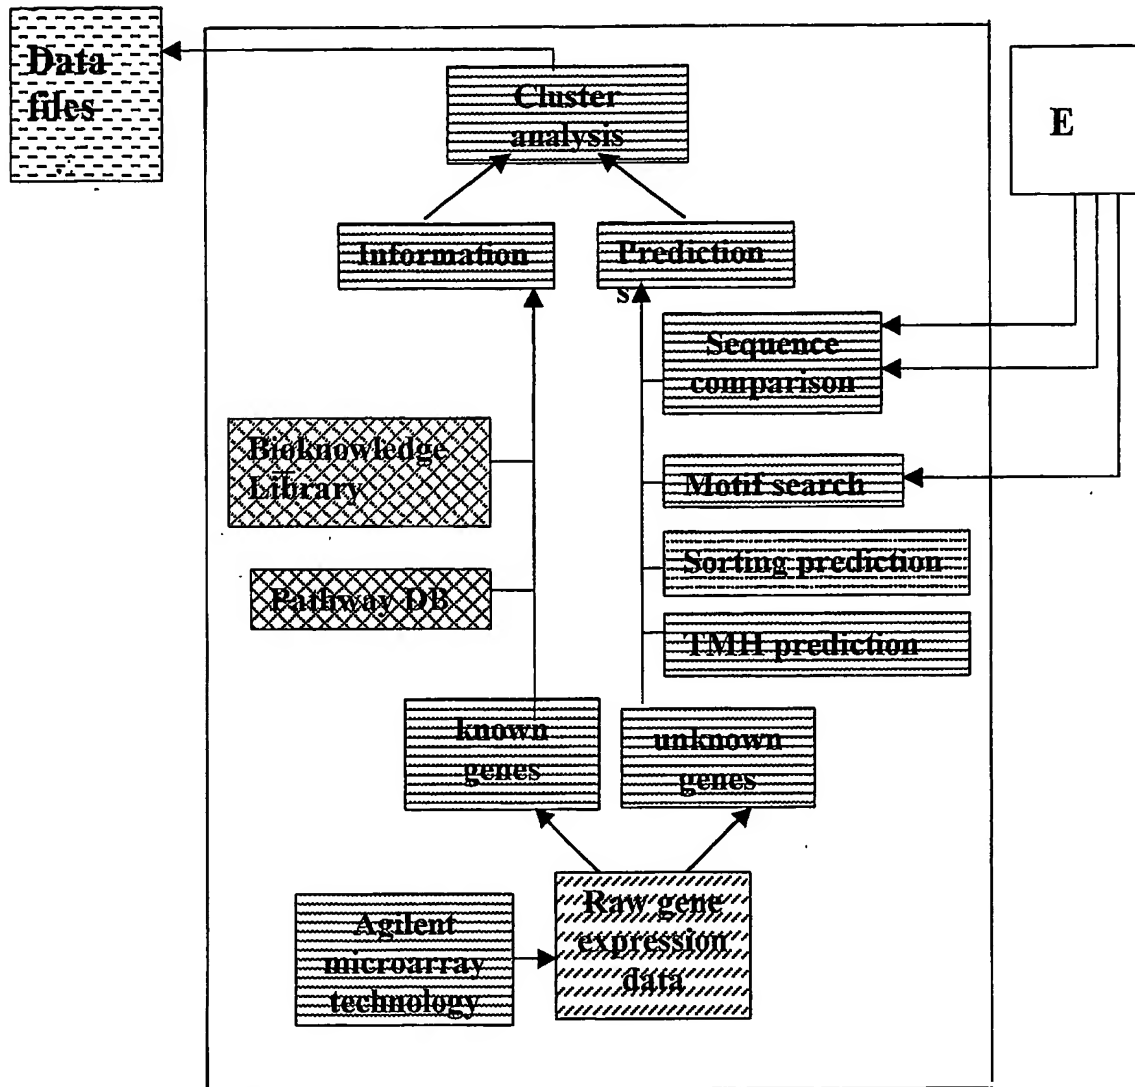 Data
files
Cluster
analysis
E
Information
Prediction
s
Sequence
comparison
Bioknowledge
Library
Motif search
Sorting prediction
Pathway DB
TMH prediction
known
genes
unknown
genes
Raw gene
expression
data
Agilent
microarray
technology